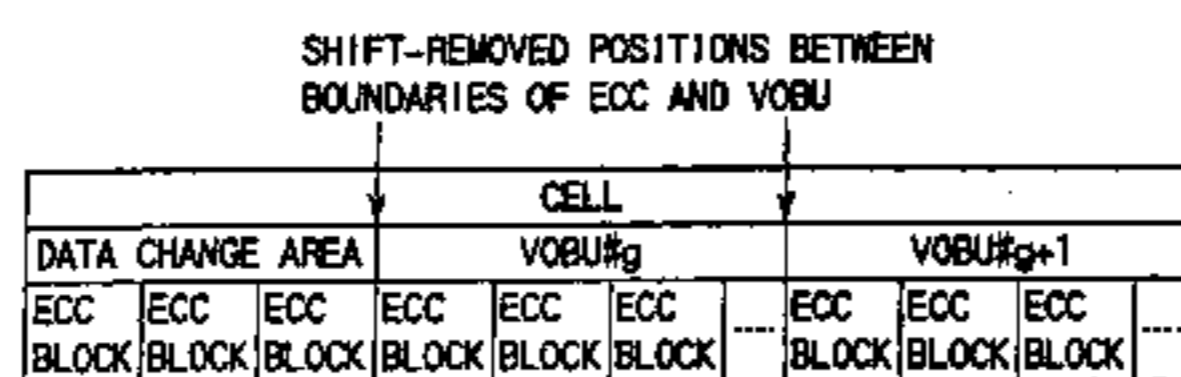 SHIFT-REMOVED POSITIONS BETWEEN
BOUNDARIES OF ECC AND VOBU
CELL
DATA CHANGE AREA VOBU#g VOBU#g+1
ECC ECC ECC ECC ECC ECC ECC ECC ECC
BLOCK BLOCK BLOCK BLOCK BLOCK BLOCK ..... BLOCK BLOCK BLOCK .....